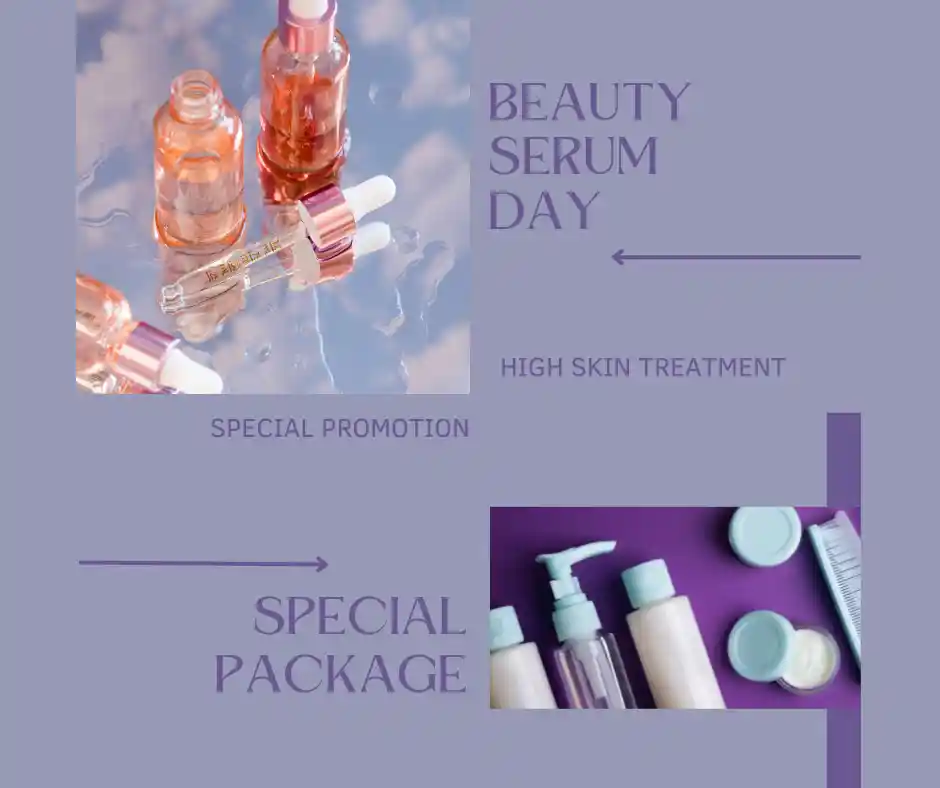 BEAUTY
SERUM
DAY
HIGH SKIN TREATMENT
SPECIAL PROMOTION
SPECIAL
PACKAGE